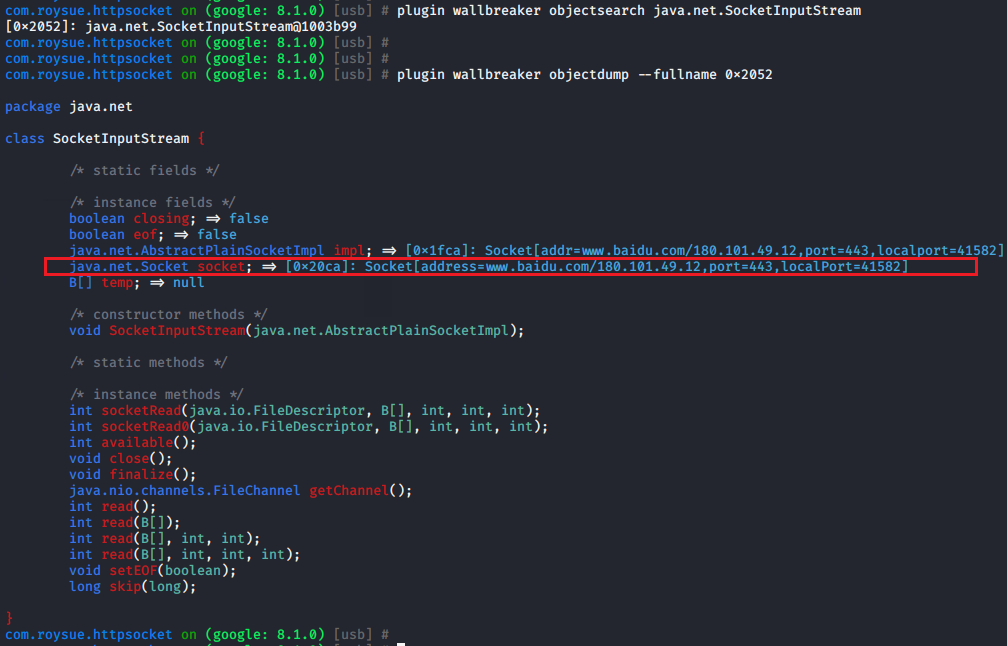 com.roysue.httpsocket on (google: 8.1.0) [usb] # plugin wallbreaker objectsearch java.net.SocketInputStream
[0×2052]: java.net.SocketInputStream@1003b99
com.roysue.httpsocket on (google: 8.1.0) [usb] #
com.roysue.httpsocket on (google: 8.1.0) [usb] #
com.roysue.httpsocket on (google: 8.1.0) [usb] # plugin wallbreaker objectdump --fullname 0×2052
package java.net
class SocketInputStream {
/* static fields */
/* instance fields */
boolean closing; => false
boolean eof; => false
java.net.AbstractPlainSocketImpl impl; => [0×1fca]: Socket[addr=www.baidu.com/180.101.49.12,port=443,localport=41582]
java.net.Socket socket; => [0×20ca]: Socket[address=www.baidu.com/180.101.49.12,port=443,localPort=41582]
B[] temp; => null
/* constructor methods */
void SocketInputStream(java.net.AbstractPlainSocketImpl);
/* static methods */
/* instance methods */
int socketRead(java.io.FileDescriptor, B[], int, int, int);
int socketRead0(java.io.FileDescriptor, B[], int, int, int);
int available();
void close();
void finalize();
java.nio.channels.FileChannel getChannel();
int read();
int read(B[]);
int read(B[], int, int);
int read(B[], int, int, int);
void setEOF(boolean);
long skip(long);
}
com.roysue.httpsocket on (google: 8.1.0) [usb] #